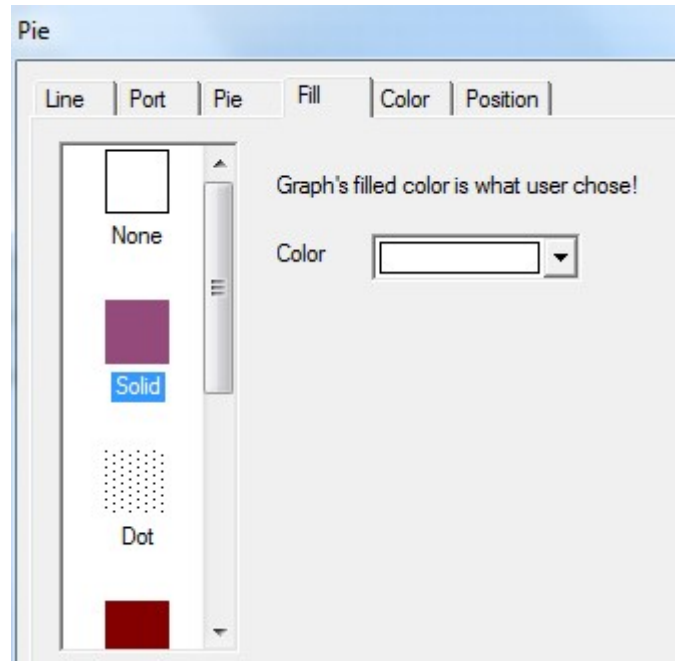 Pie
Line Port Pie Fill Color Position
Graph's filled color is what user chose!
None
Color
Solid
Dot